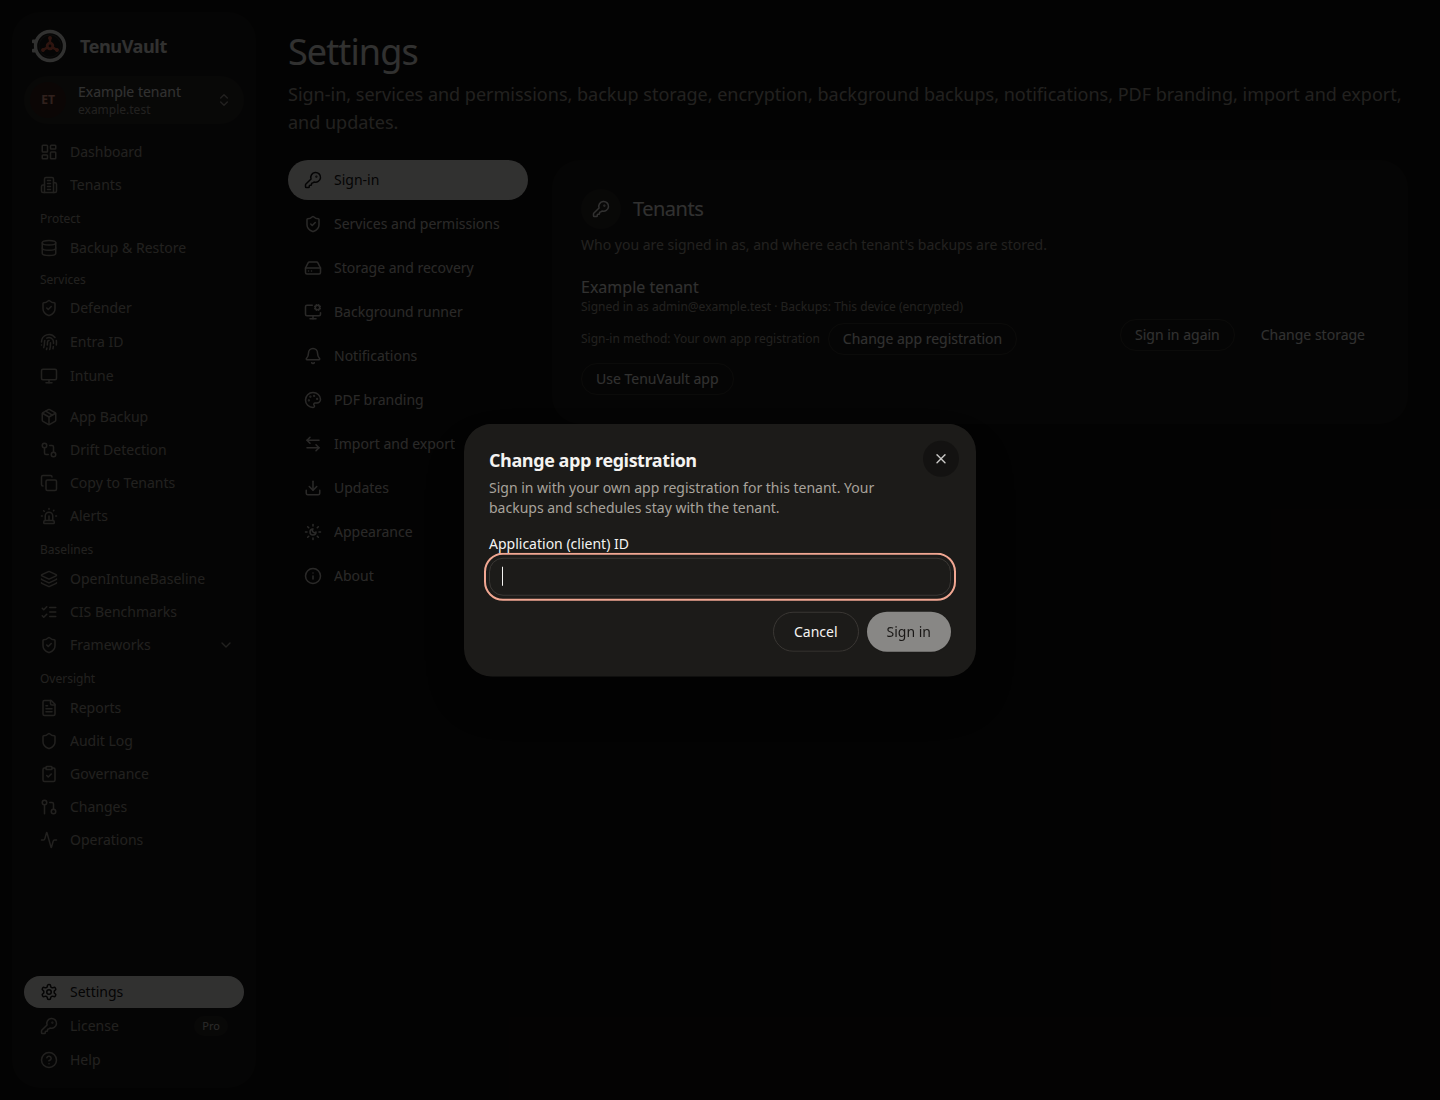 TenuVault
ET
Example tenant
example.test
Dashboard
Tenants
Protect
Backup & Restore
Services
Defender
Entra ID
Intune
App Backup
Drift Detection
Copy to Tenants
Alerts
Baselines
OpenIntuneBaseline
CIS Benchmarks
Frameworks
Oversight
Reports
Audit Log
Governance
Changes
Operations
Settings
License
Pro
Help
Settings
Sign-in, services and permissions, backup storage, encryption, background backups, notifications, PDF branding, import and export,
and updates.
Sign-in
Services and permissions
Storage and recovery
Background runner
Notifications
PDF branding
Import and export
Updates
Appearance
About
Tenants
Who you are signed in as, and where each tenant's backups are stored.
Example tenant
Signed in as admin@example.test · Backups: This device (encrypted)
Sign-in method: Your own app registration
Change app registration
Use TenuVault app
Sign in again
Change storage
Change app registration
Sign in with your own app registration for this tenant. Your
backups and schedules stay with the tenant.
Application (client) ID
Cancel
Sign in